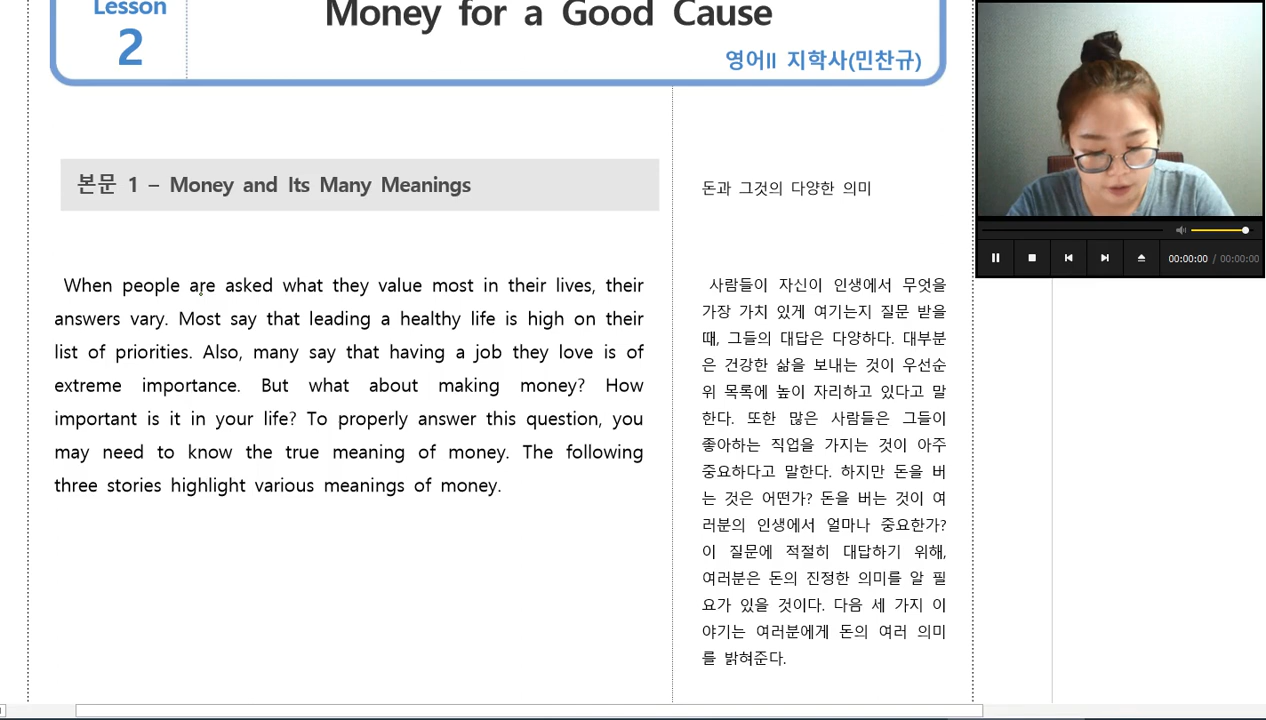 Lesson
2
Money for a Good Cause
영어II 지학사(민찬규)
본문 1 – Money and Its Many Meanings
When people are asked what they value most in their lives, their
answers vary. Most say that leading a healthy life is high on their
list of priorities. Also, many say that having a job they love is of
extreme importance. But what about making money? How
important is it in your life? To properly answer this question, you
may need to know the true meaning of money. The following
three stories highlight various meanings of money.
돈과 그것의 다양한 의미
사람들이 자신이 인생에서 무엇을
가장 가치 있게 여기는지 질문 받을
때, 그들의 대답은 다양하다. 대부분
은 건강한 삶을 보내는 것이 우선순
위 목록에 높이 자리하고 있다고 말
한다. 또한 많은 사람들은 그들이
좋아하는 직업을 가지는 것이 아주
중요하다고 말한다. 하지만 돈을 버
는 것은 어떤가? 돈을 버는 것이 여
러분의 인생에서 얼마나 중요한가?
이 질문에 적절히 대답하기 위해,
여러분은 돈의 진정한 의미를 알 필
요가 있을 것이다. 다음 세 가지 이
야기는 여러분에게 돈의 여러 의미
를 밝혀준다.
00:00:00 / 00:00:00